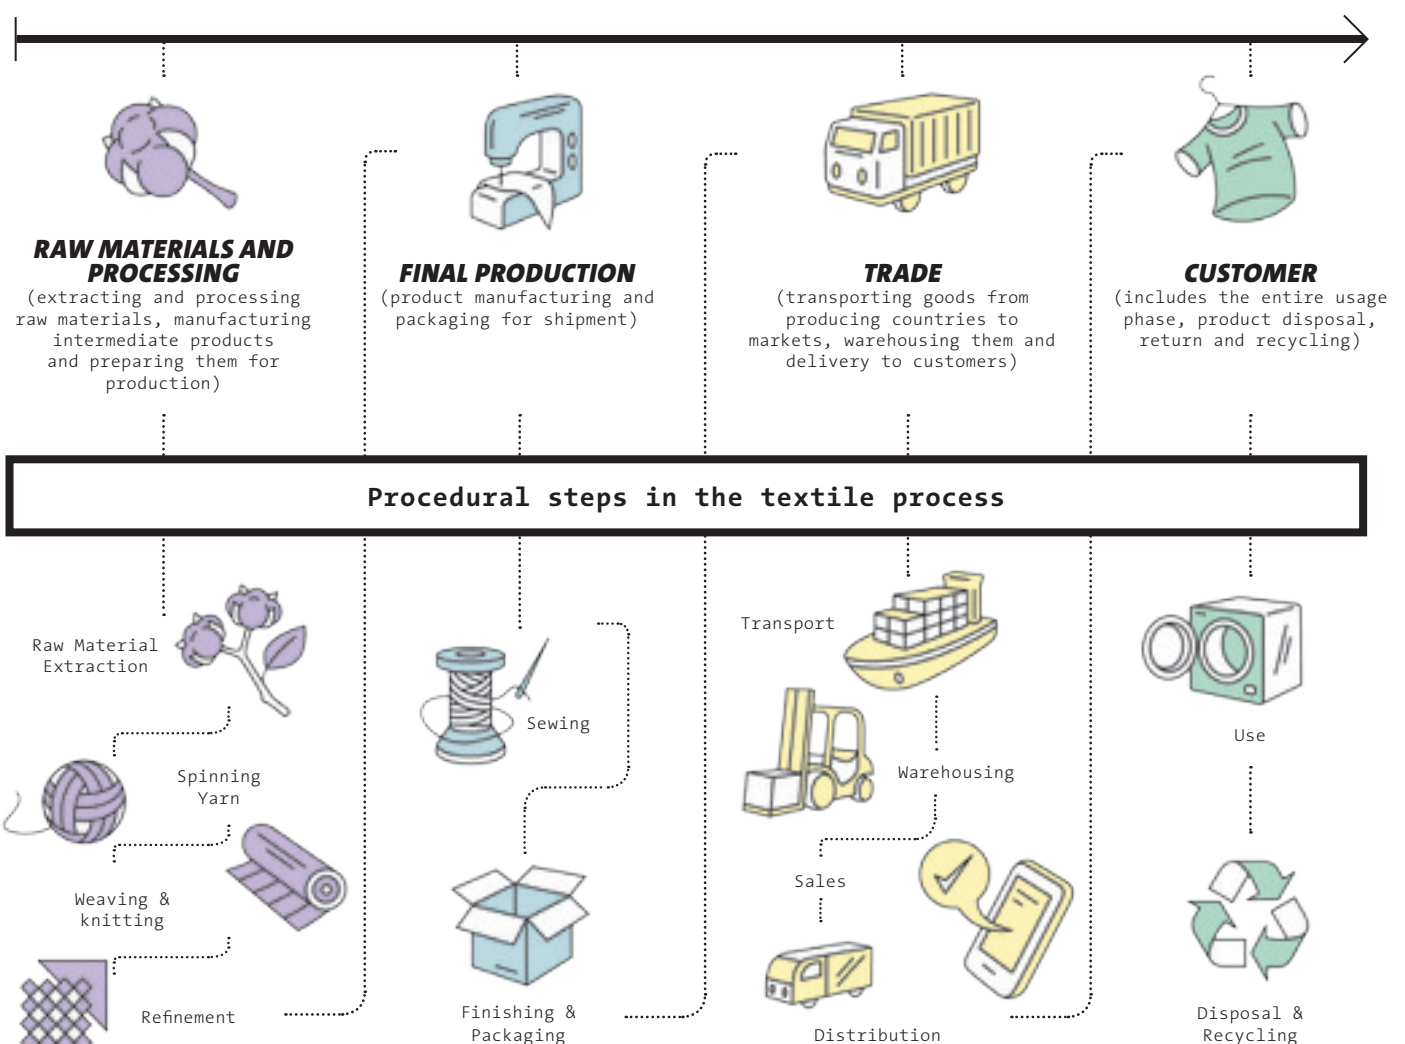 RAW MATERIALS AND
PROCESSING
(extracting and processing
raw materials, manufacturing
intermediate products
and preparing them for
production)
FINAL PRODUCTION
(product manufacturing and
packaging for shipment)
TRADE
(transporting goods from
producing countries to
markets, warehousing them and
delivery to customers)
CUSTOMER
(includes the entire usage
phase, product disposal,
return and recycling)
Procedural steps in the textile process
Raw Material
Extraction
Spinning
Yarn
Weaving &
knitting
Refinement
Sewing
Finishing &
Packaging
Transport
Warehousing
Sales
Distribution
Use
Disposal &
Recycling